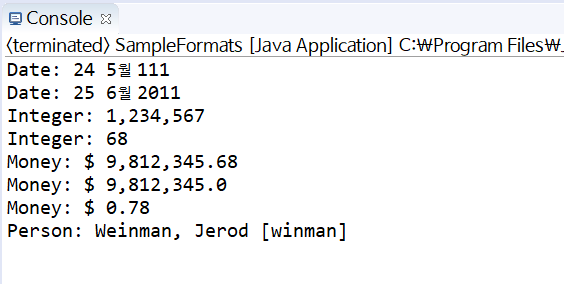 Console
<terminated> SampleFormats [Java Application] C:₩Program Files₩
Date: 24 5월 111
Date: 25 6월 2011
Integer: 1,234,567
Integer: 68
Money: $ 9,812,345.68
Money: $ 9,812,345.0
Money: $ 0.78
Person: Weinman, Jerod [winman]